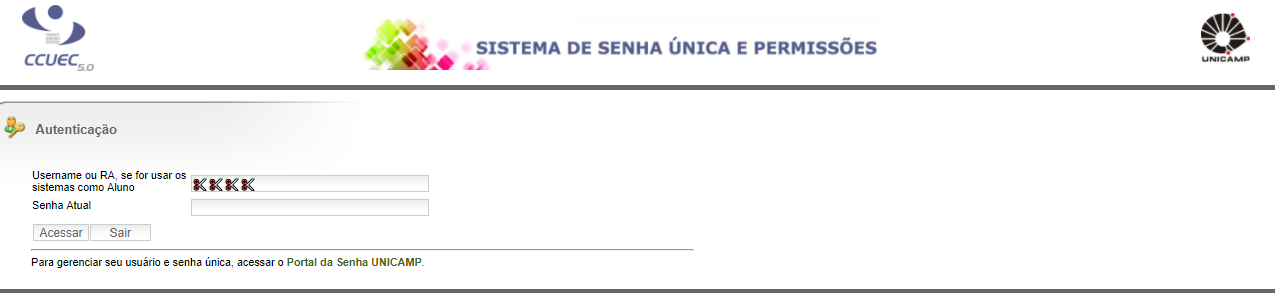 CCUEC 5.0
SISTEMA DE SENHA ÚNICA E PERMISSÕES
UNICAMP
Autenticação
Username ou RA, se for usar os
sistemas como Aluno
✂✂✂✂
Senha Atual
Acessar Sair
Para gerenciar seu usuário e senha única, acessar o Portal da Senha UNICAMP.